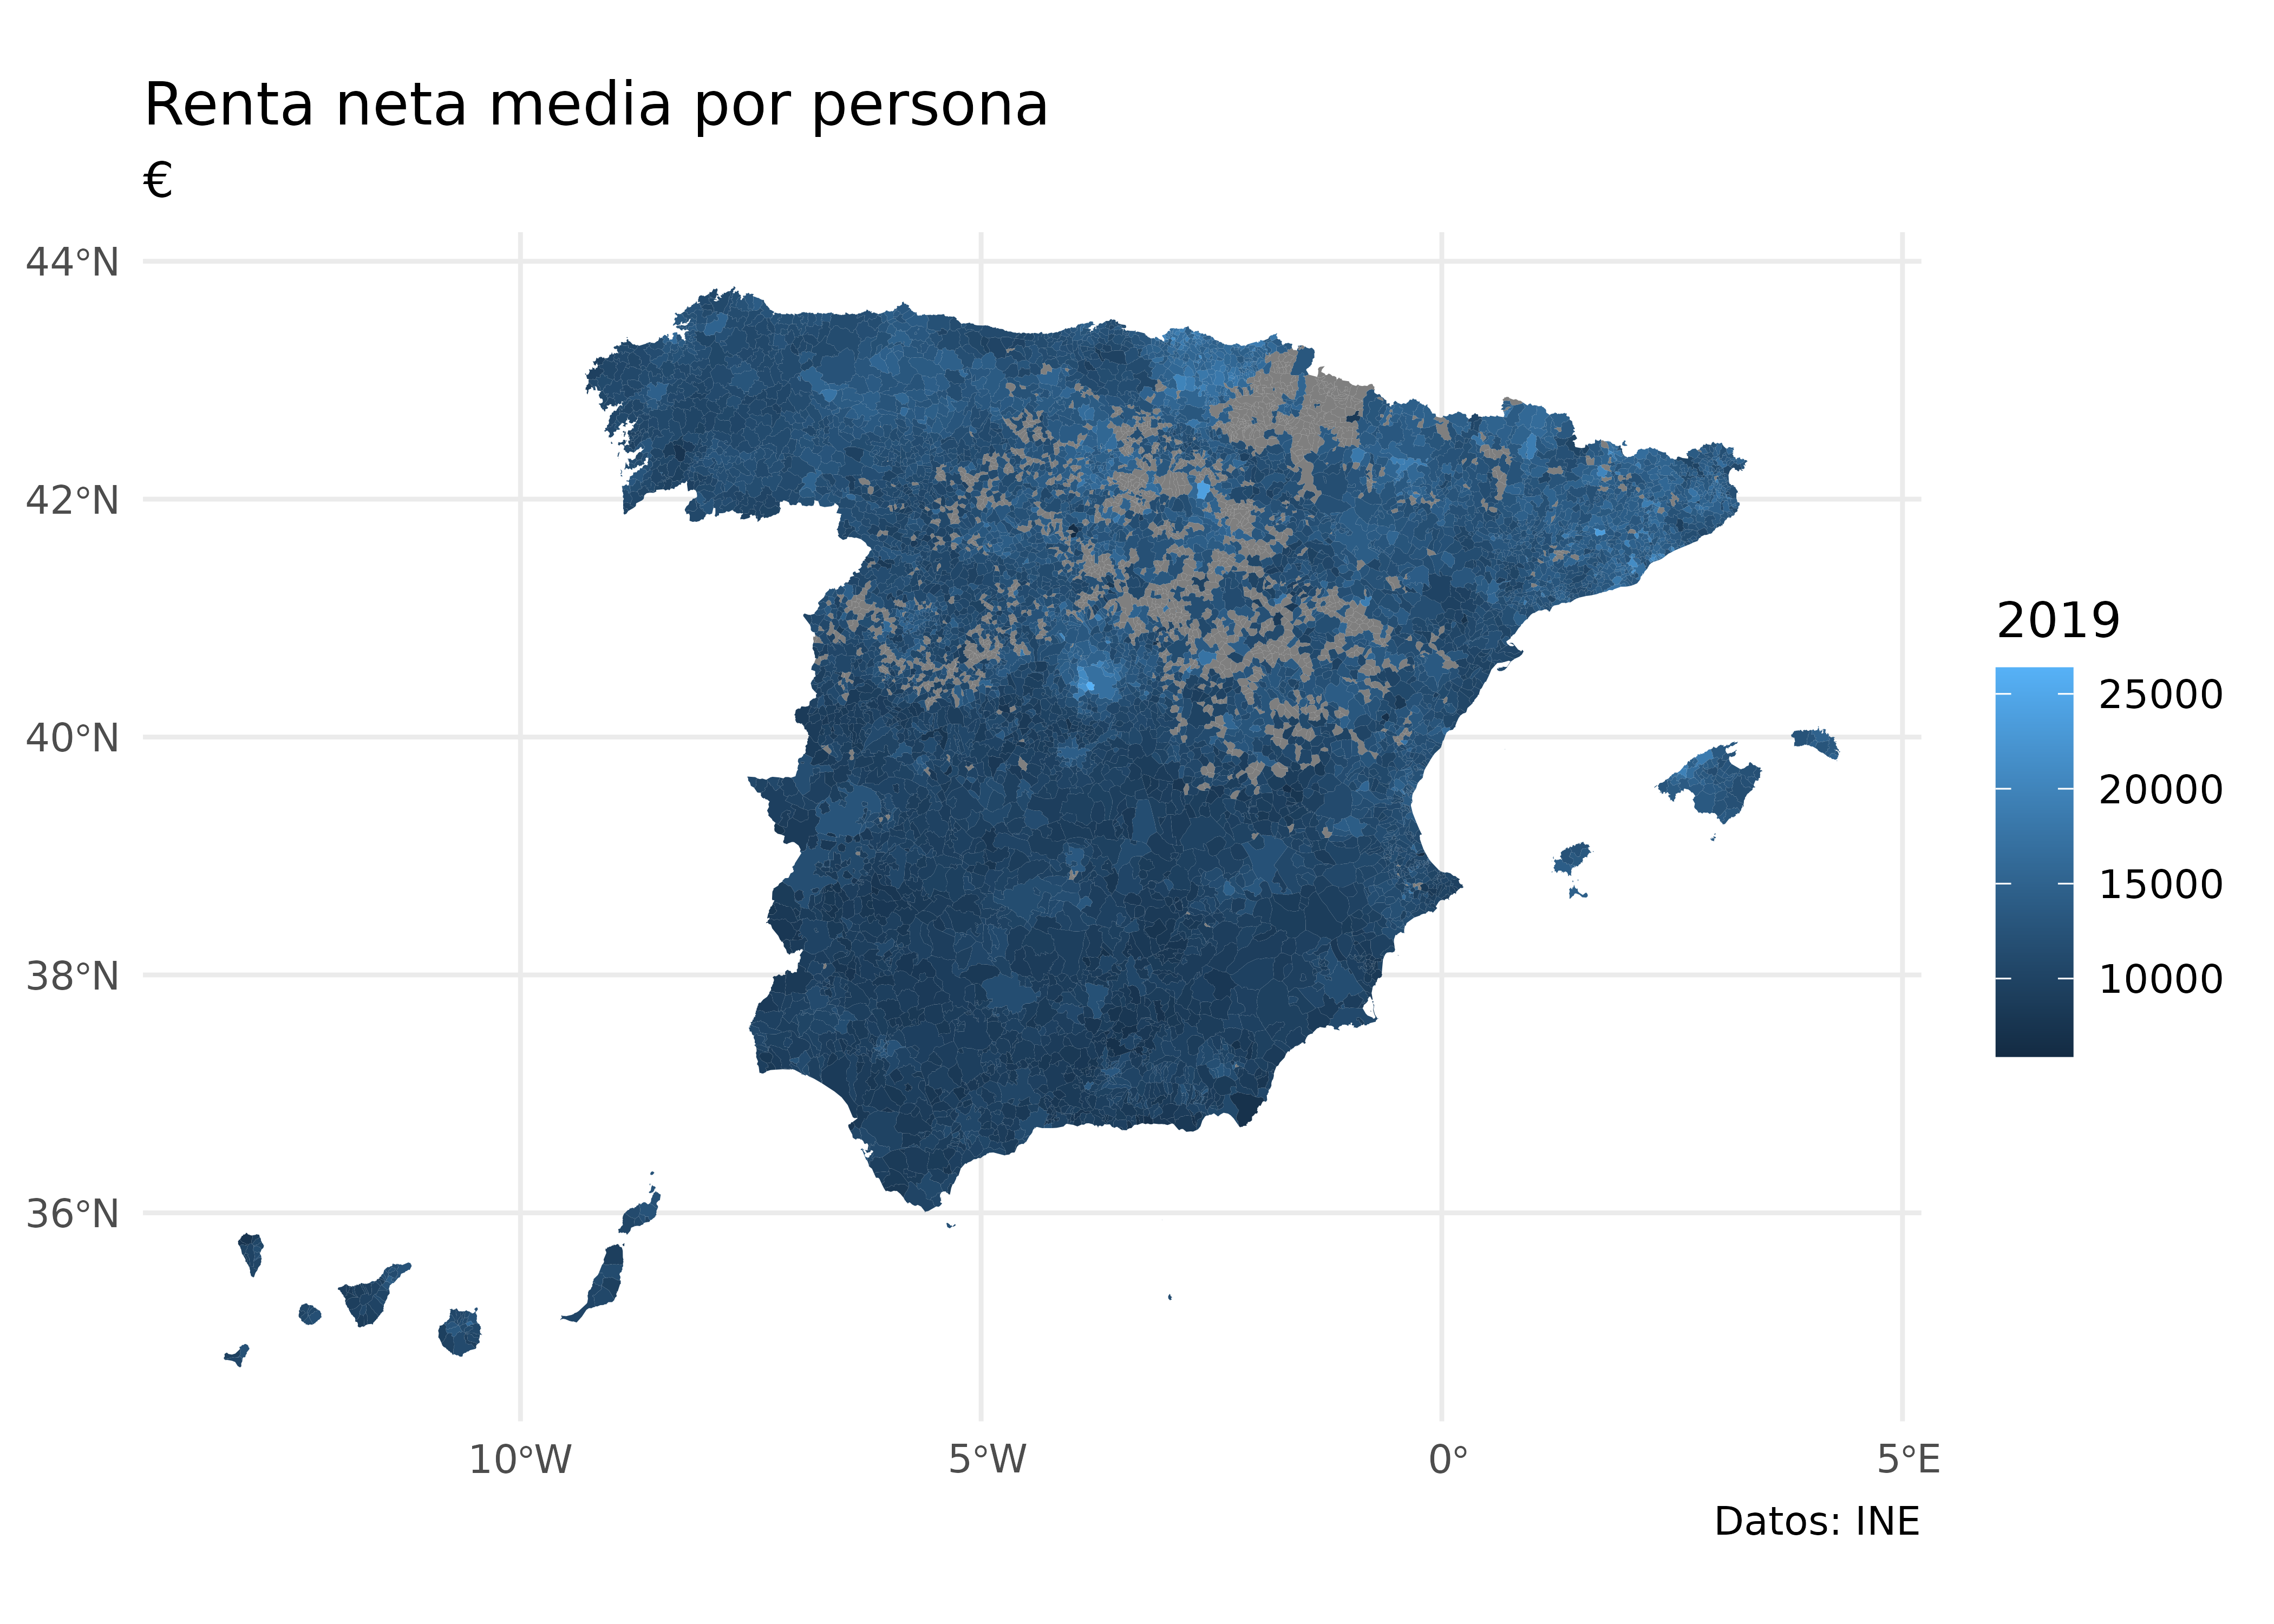 Renta neta media por persona
€
44°N
42°N
40°N
38°N
36°N
10°W
5°W
0°
5°E
2019
25000
20000
15000
10000
Datos: INE